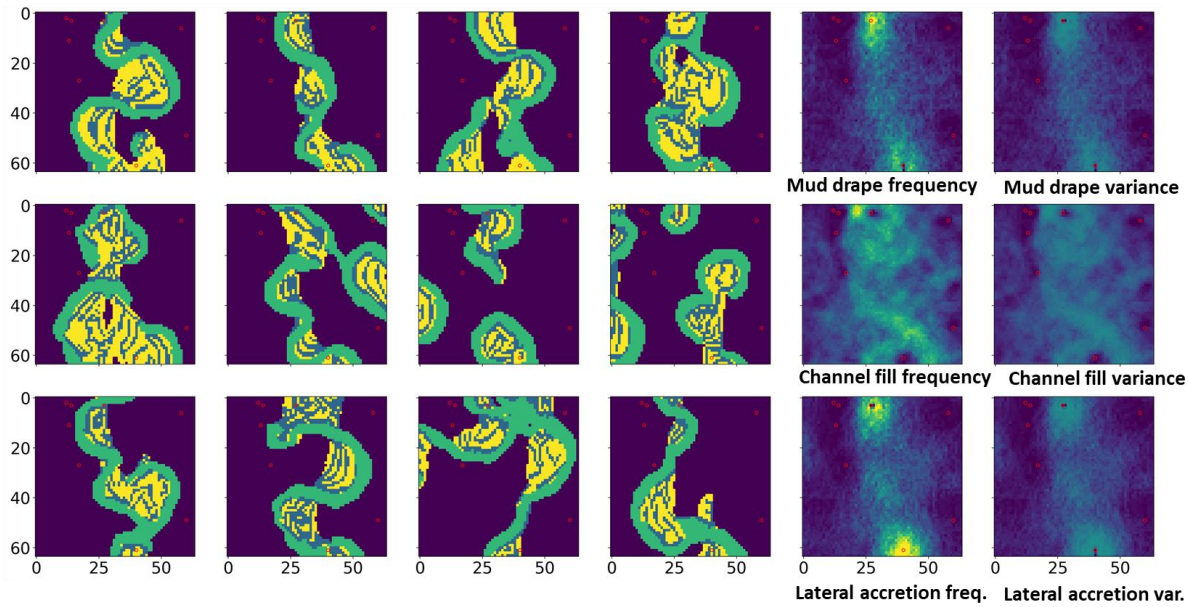 0
20
40
60
Mud drape frequency
Mud drape variance
0
20
40
60
Channel fill frequency
Channel fill variance
0
20
40
60
0 25 50 0 25 50 0 25 50 0 25 50 0 25 50 0 25 50
Lateral accretion freq.
Lateral accretion var.